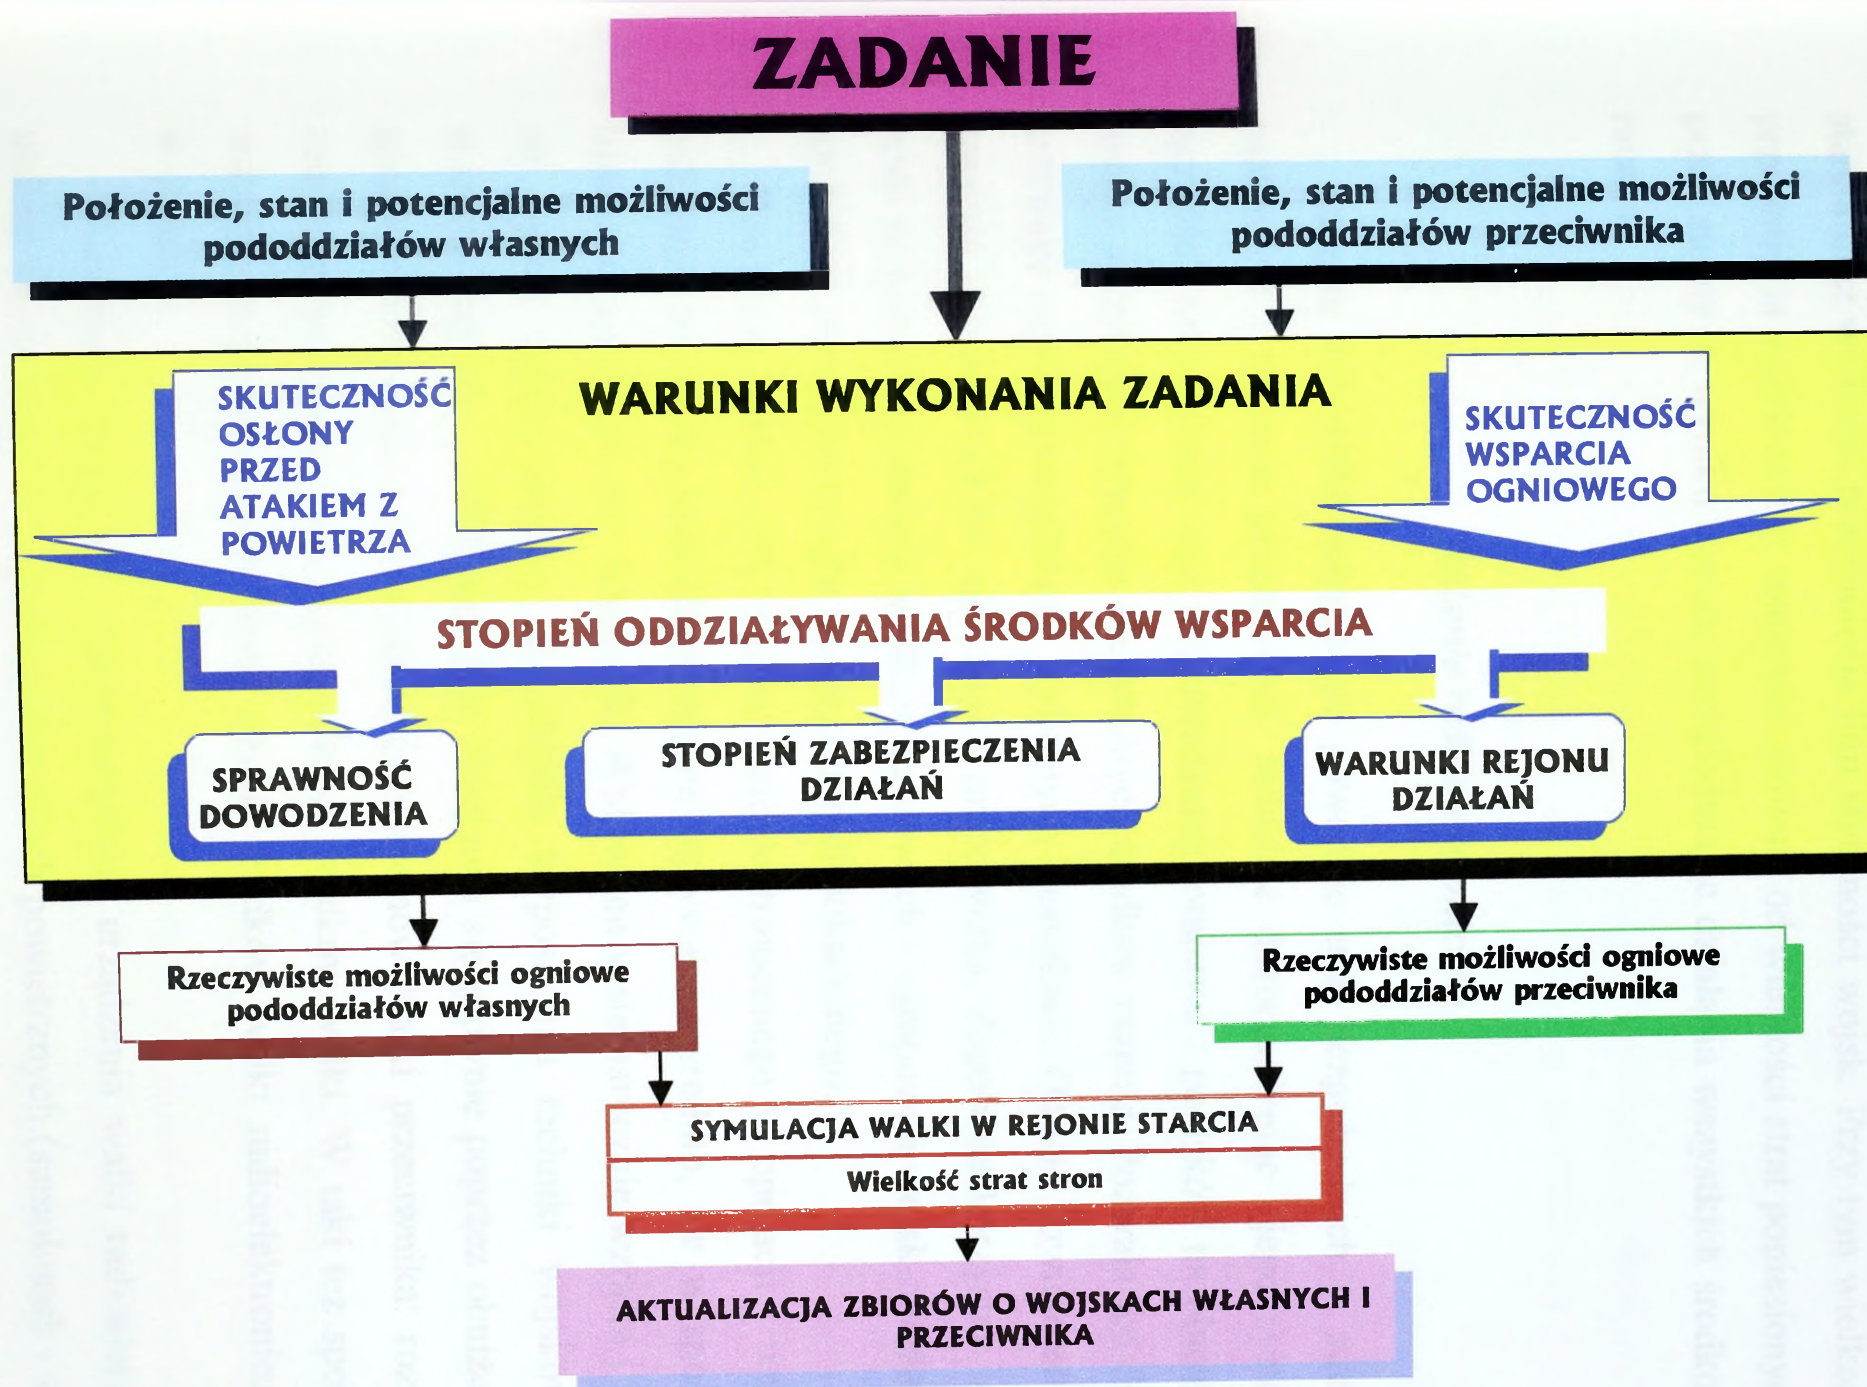 ZADANIE
Położenie, stan i potencjalne możliwości
pododdziałów własnych
Położenie, stan i potencjalne możliwości
pododdziałów przeciwnika
WARUNKI WYKONANIA ZADANIA
SKUTECZNOŚĆ
OSŁONY
PRZED
ATAKIEM Z
POWIETRZA
SKUTECZNOŚĆ
WSPARCIA
OGNIOWEGO
STOPIEŃ ODDZIAŁYWANIA ŚRODKÓW WSPARCIA
SPRAWNOŚĆ
DOWODZENIA
STOPIEŃ ZABEZPIECZENIA
DZIAŁAŃ
WARUNKI REJONU
DZIAŁAŃ
Rzeczywiste możliwości ogniowe
pododdziałów własnych
Rzeczywiste możliwości ogniowe
pododdziałów przeciwnika
SYMULACJA WALKI W REJONIE STARCIA
Wielkość strat stron
AKTUALIZACJA ZBIORÓW O WOJSKACH WŁASNYCH I
PRZECIWNIKA